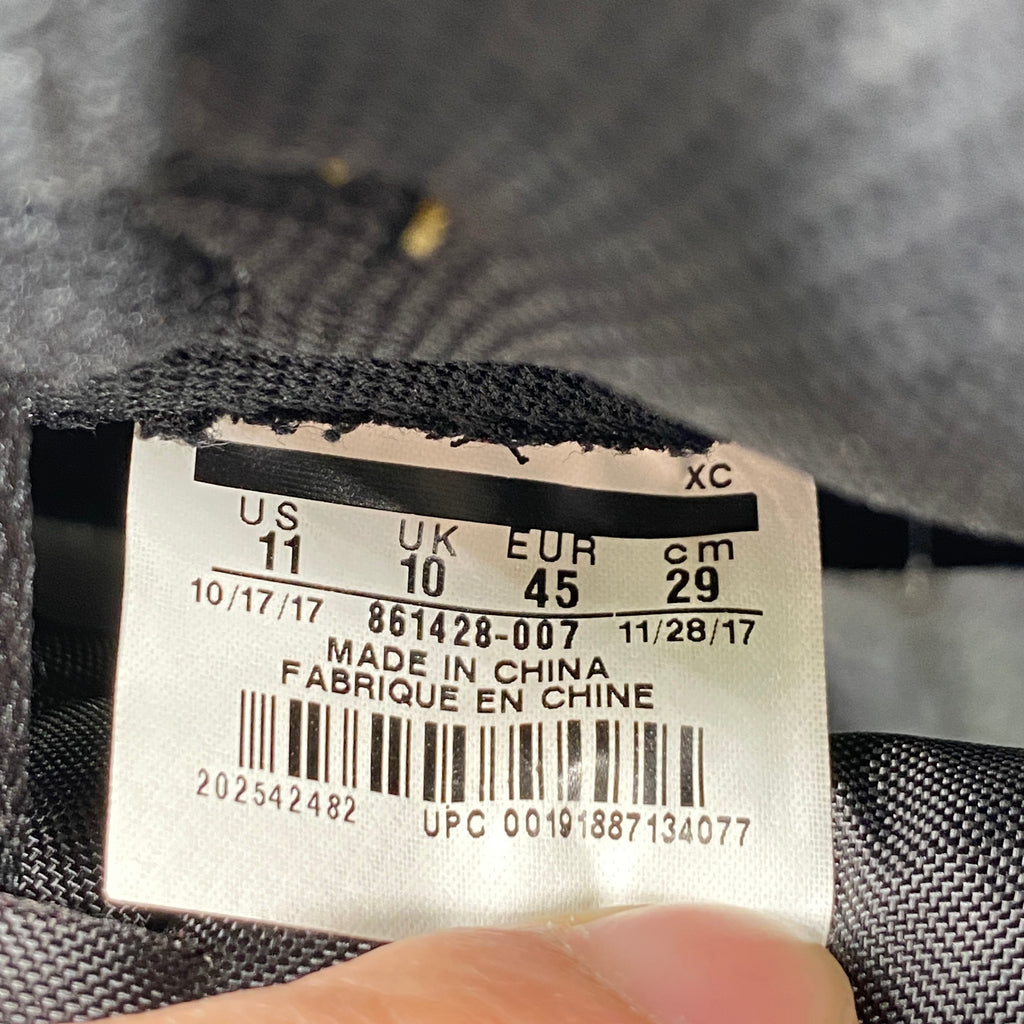 XC
US UK EUR cm
11 10 45 29
10/17/17 861428-007 11/28/17
MADE IN CHINA
FABRIQUE EN CHINE
202542482 UPC 00191887134077